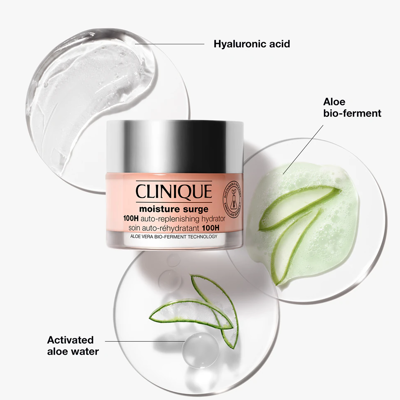 Hyaluronic acid
Aloe
bio-ferment
CLINIQUE
moisture surge
100H auto-replenishing hydrator
soin auto-réhydratant 100H
ALOE VERA BIO-FERMENT TECHNOLOGY
Activated
aloe water